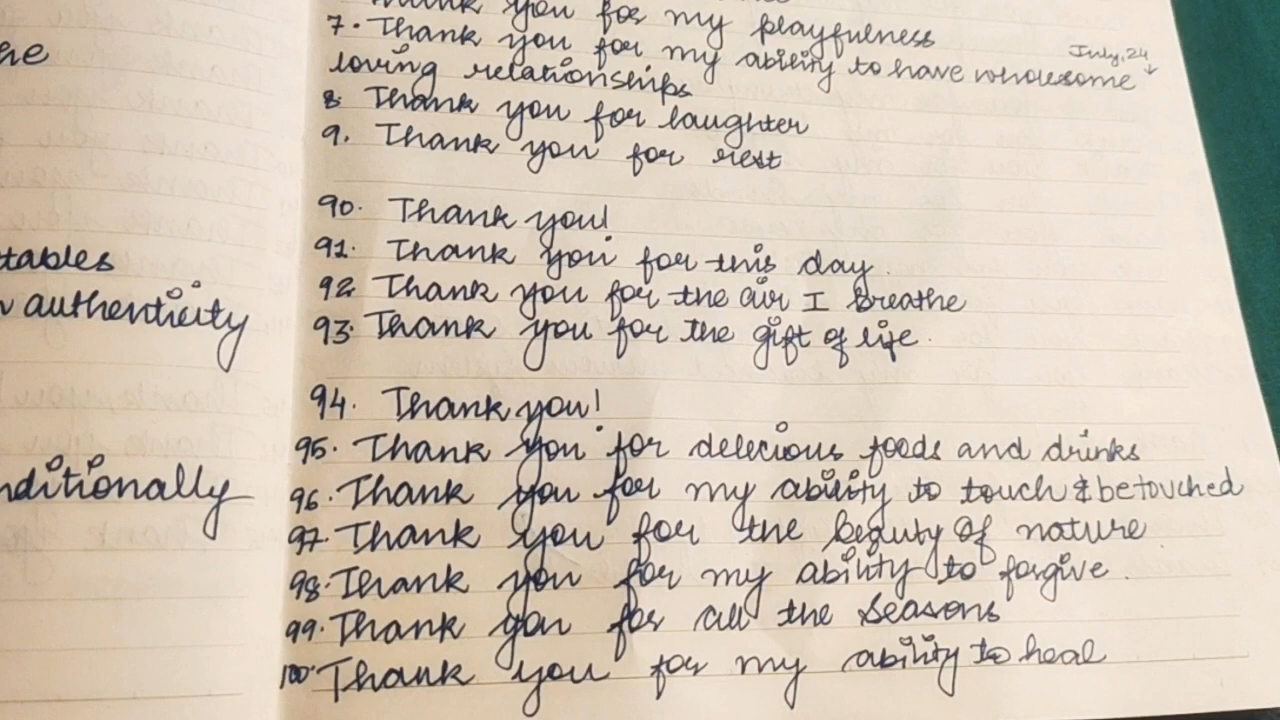 he
tables
authenticity
nditionally
Thank you for my playfulness
7. Thank you for my ability to have wholesome
July, 24
loving relationships
8 Thank you for laughter
9. Thank you for rest
90. Thank you!
91. Thank you for this day.
92. Thank you for the air I breathe
93. Thank you for the gift of life.
94. Thank you!
95. Thank you for delecious foods and drinks
96. Thank you for my ability to touch & be touched
97. Thank you for the beauty of nature
98. Thank you for my ability to forgive.
99. Thank you for all the seasons
100. Thank you for my ability to heal